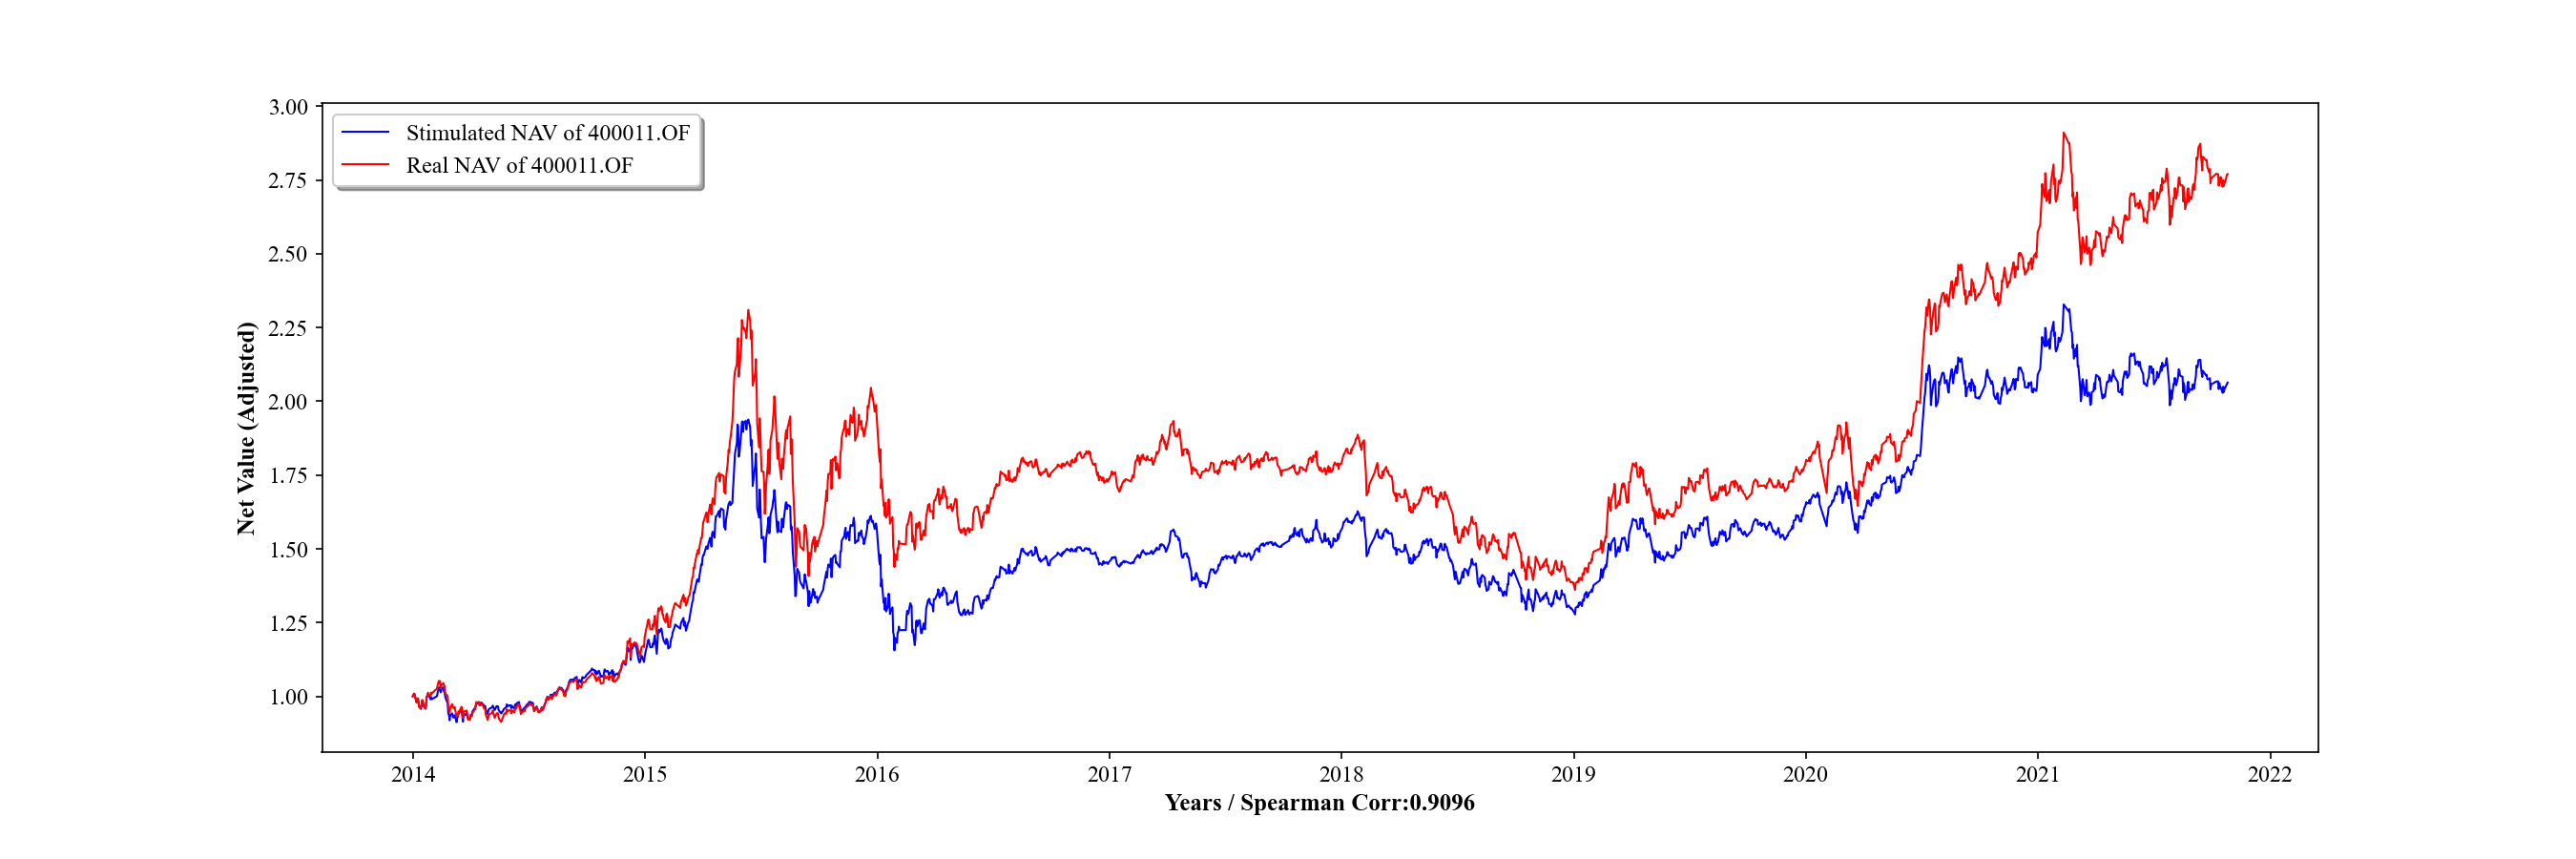 3.00
2.75
2.50
2.25
2.00
1.75
1.50
1.25
1.00
Net Value (Adjusted)
Stimulated NAV of 400011.OF
Real NAV of 400011.OF
2014 2015 2016 2017 2018 2019 2020 2021 2022
Years / Spearman Corr:0.9096